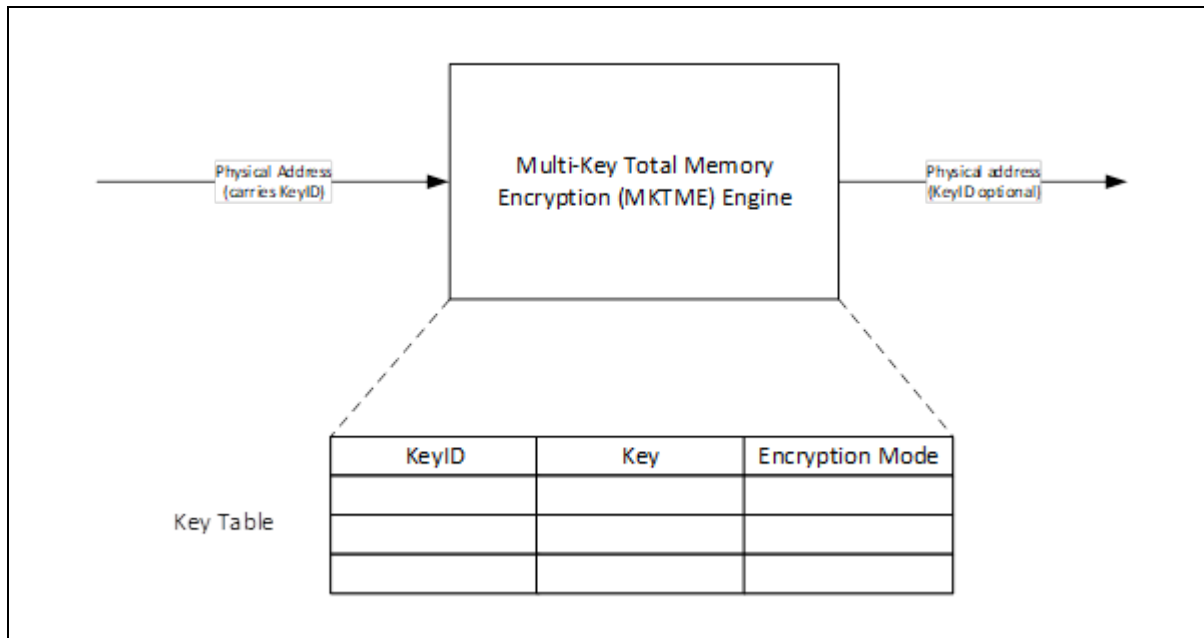 Physical Address
(carries KeyID)
Multi-Key Total Memory
Encryption (MKTME) Engine
Physical address
(KeyID optional)
KeyID Key Encryption Mode
Key Table